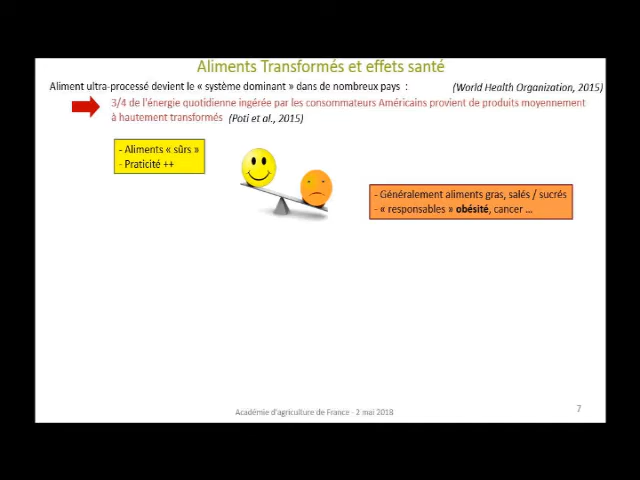 Aliments Transformés et effets santé
Aliment ultra-processé devient le « système dominant » dans de nombreux pays :
(World Health Organization, 2015)
3/4 de l'énergie quotidienne ingérée par les consommateurs Américains provient de produits moyennement
à hautement transformés (Poti et al., 2015)
- Aliments « sûrs »
- Praticité ++
- Généralement aliments gras, salés / sucrés
- « responsables » obésité, cancer ...
Académie d'agriculture de France - 2 mai 2018
7